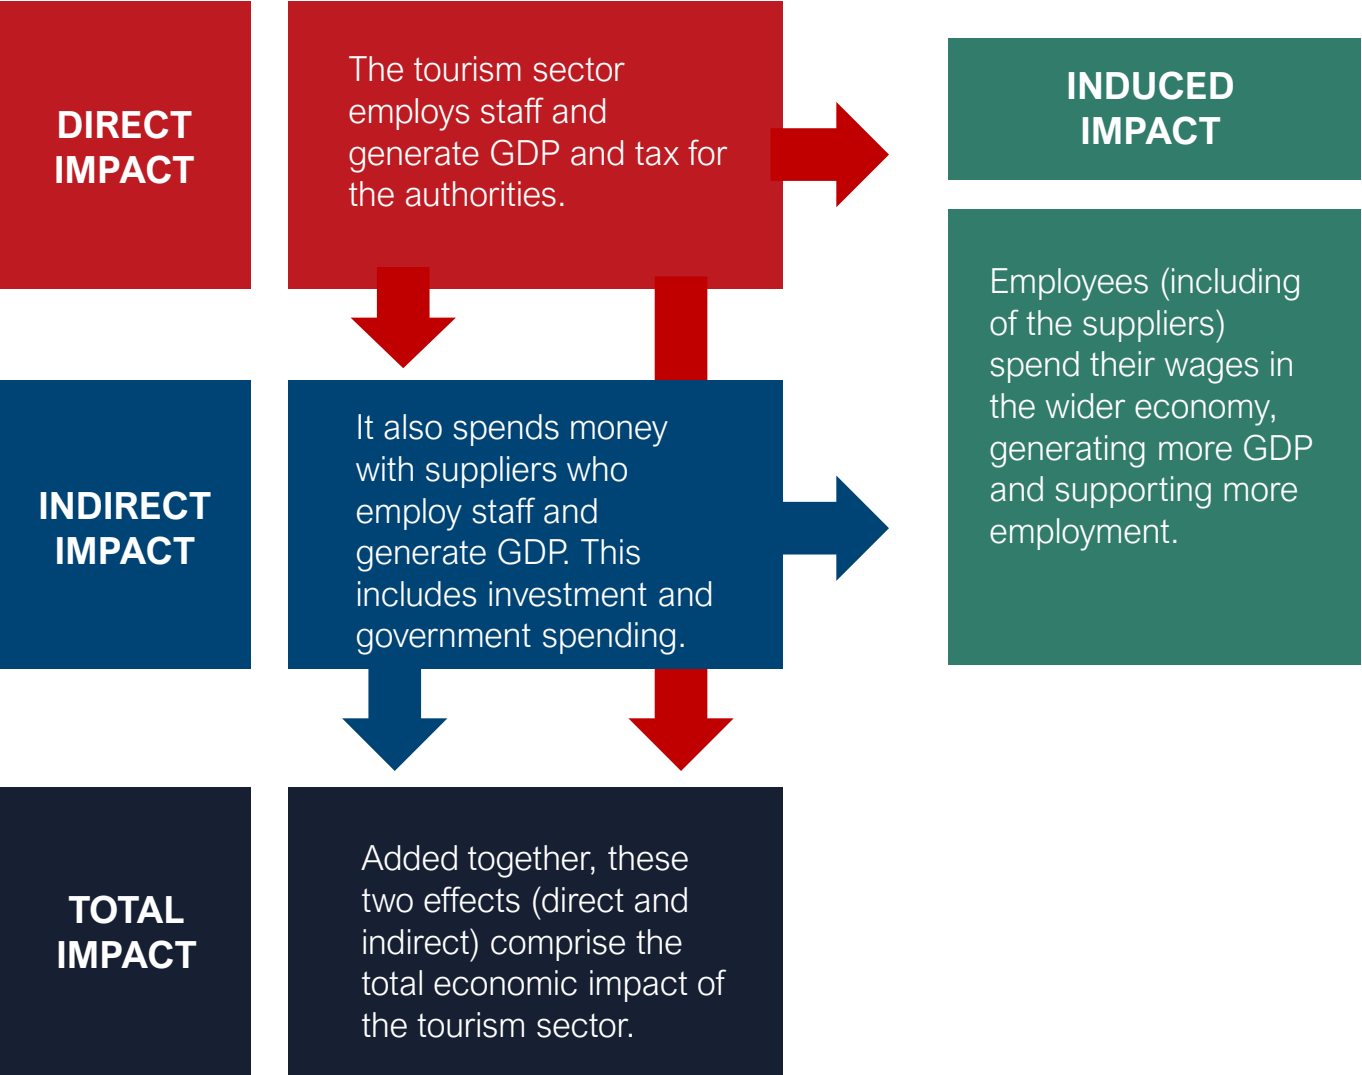 DIRECT
IMPACT
The tourism sector
employs staff and
generate GDP and tax for
the authorities.
INDUCED
IMPACT
Employees (including
of the suppliers)
spend their wages in
the wider economy,
generating more GDP
and supporting more
employment.
INDIRECT
IMPACT
It also spends money
with suppliers who
employ staff and
generate GDP. This
includes investment and
government spending.
TOTAL
IMPACT
Added together, these
two effects (direct and
indirect) comprise the
total economic impact of
the tourism sector.